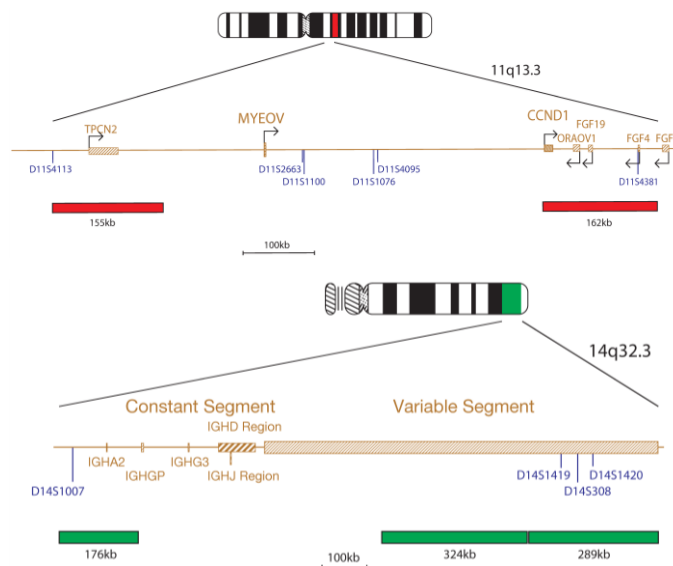 11q13.3
TPCN2
MYEOV
CCND1
FGF19
ORAOV1
FGF4
FGF
D11S4113
D11S2663
D11S4095
D11S1100
D11S1076
D11S4381
155kb
162kb
100kb
14q32.3
Constant Segment
Variable Segment
IGHD Region
IGHA2
IGHG3
IGHGP
IGHJ Region
D14S1007
D14S1419
D14S1420
D14S308
176kb
100kb
324kb
289kb